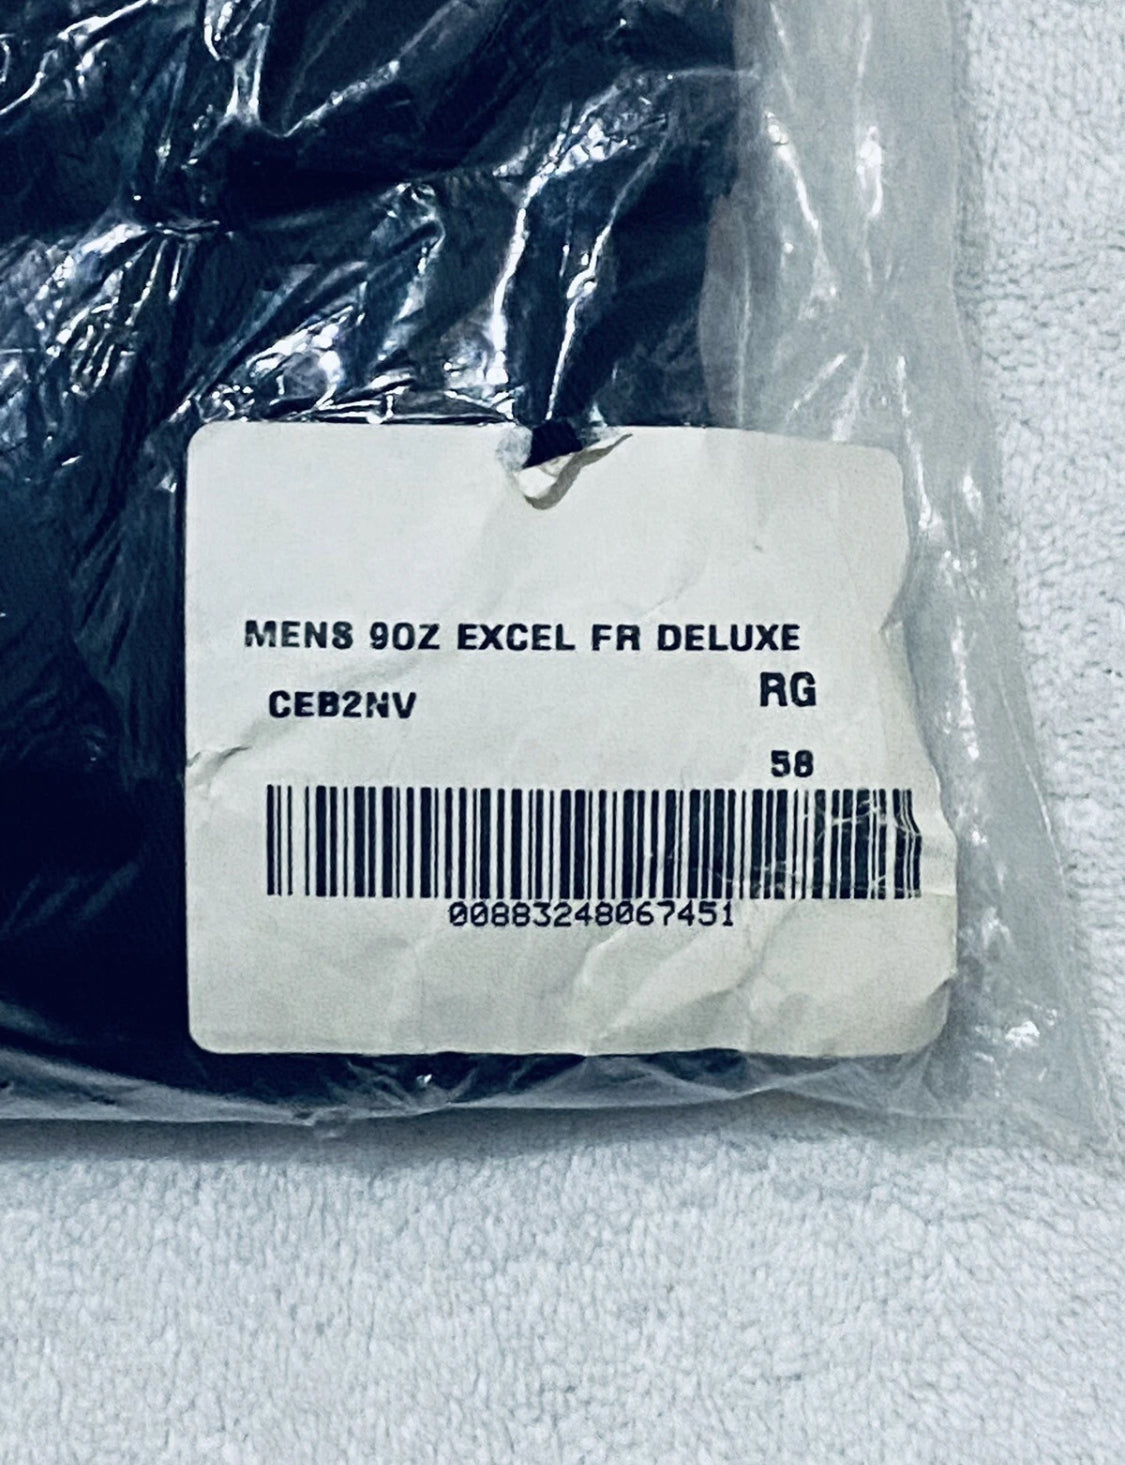 MENS 9OZ EXCEL FR DELUXE
CEB2NV RG
58
00883248067451